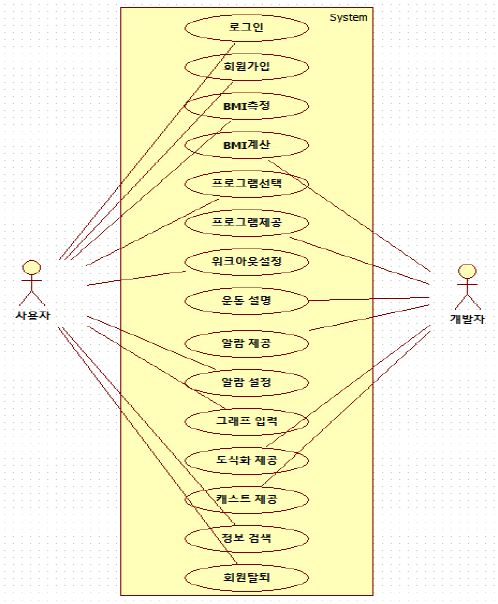 System
로그인
회원가입
BMI측정
BMI계산
프로그램선택
프로그램제공
워크아웃설정
운동 설명
사용자
개발자
알람 제공
알람 설정
그래프 입력
도식화 제공
캐스트 제공
정보 검색
회원탈퇴